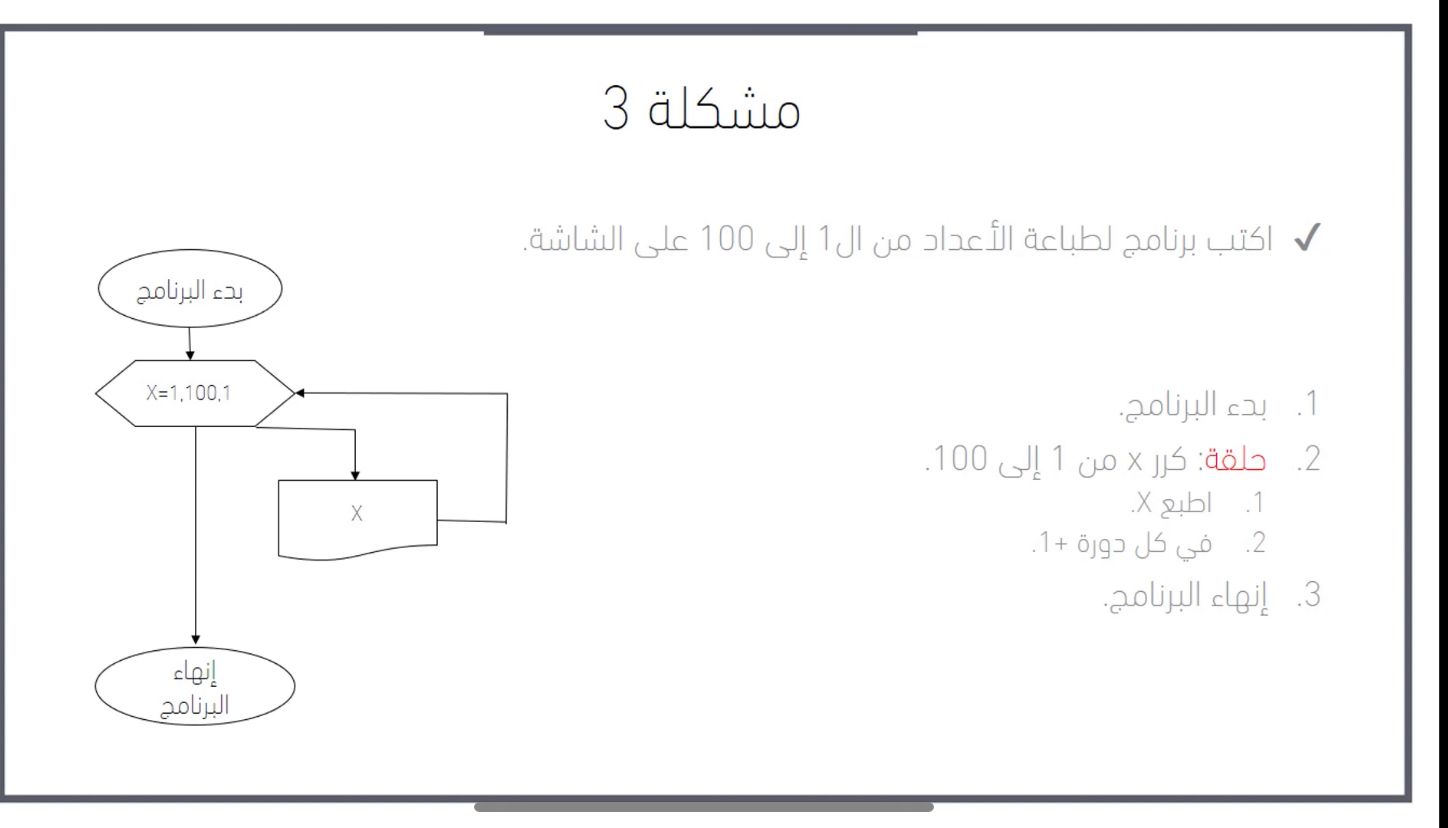 مشكلة 3
✓ اكتب برنامج لطباعة الأعداد من ال1 إلى 100 على الشاشة.
1. بدء البرنامج.
2. حلقة: كرر x من 1 إلى 100.
1. اطبع X.
2. في كل دورة +1.
3. إنهاء البرنامج.
بدء البرنامج
X=1,100,1
X
إنهاء
البرنامج